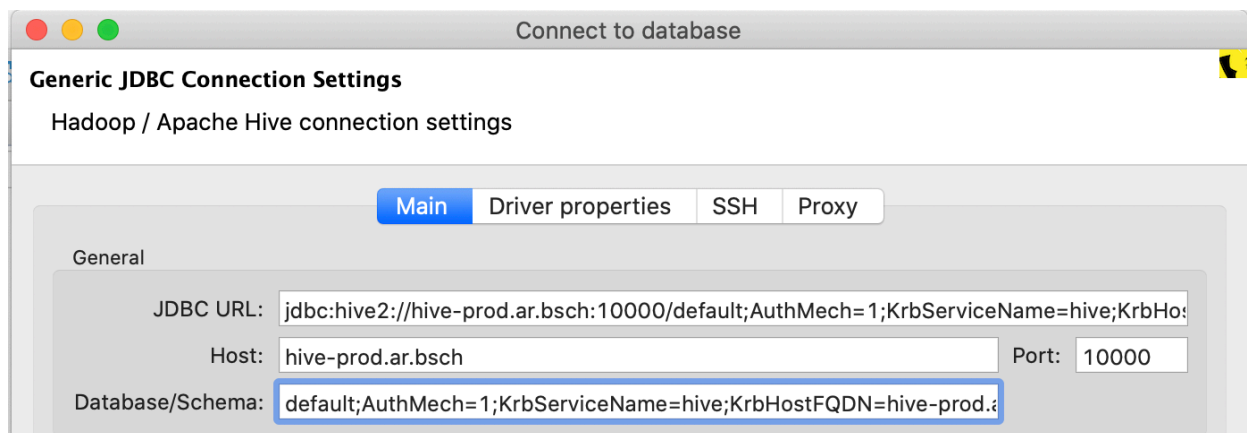 Connect to database
Generic JDBC Connection Settings
Hadoop / Apache Hive connection settings
Main Driver properties SSH Proxy
General
JDBC URL: jdbc:hive2://hive-prod.ar.bsch:10000/default;AuthMech=1;KrbServiceName=hive;KrbHos
Host: hive-prod.ar.bsch Port: 10000
Database/Schema: default;AuthMech=1;KrbServiceName=hive;KrbHostFQDN=hive-prod.a